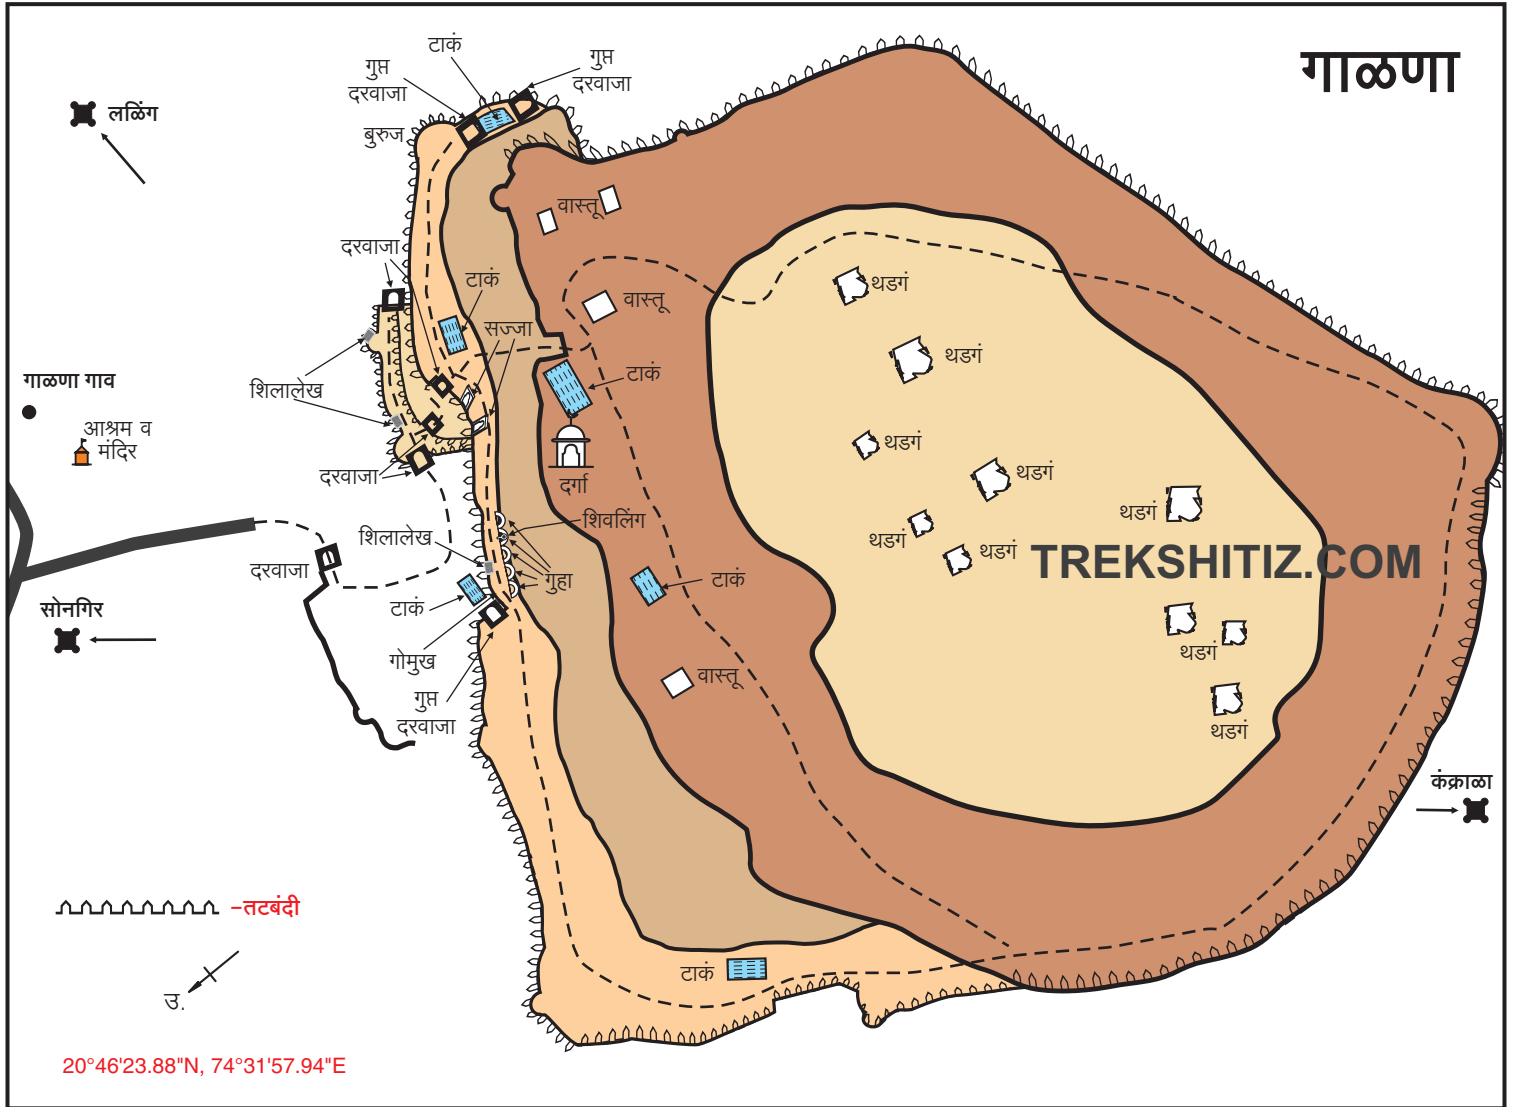 गाळणा
टाकं
गुप्त
दरवाजा
गुप्त
दरवाजा
बुरुज
लळिंग
वास्तू
दरवाजा
टाकं
थडगं
वास्तू
सज्जा
थडगं
टाकं
गाळणा गाव
शिलालेख
आश्रम व
मंदिर
थडगं
दरवाजा
दर्गा
थडगं
थडगं
शिवलिंग
शिलालेख
थडगं
थडगं
TREKSHITIZ.COM
दरवाजा
गुहा
टाकं
सोनगिर
टाकं
गोमुख
थडगं
वास्तू
गुप्त
दरवाजा
थडगं
कंक्राळा
-तटबंदी
टाकं
उ.
20°46'23.88"N, 74°31'57.94"E